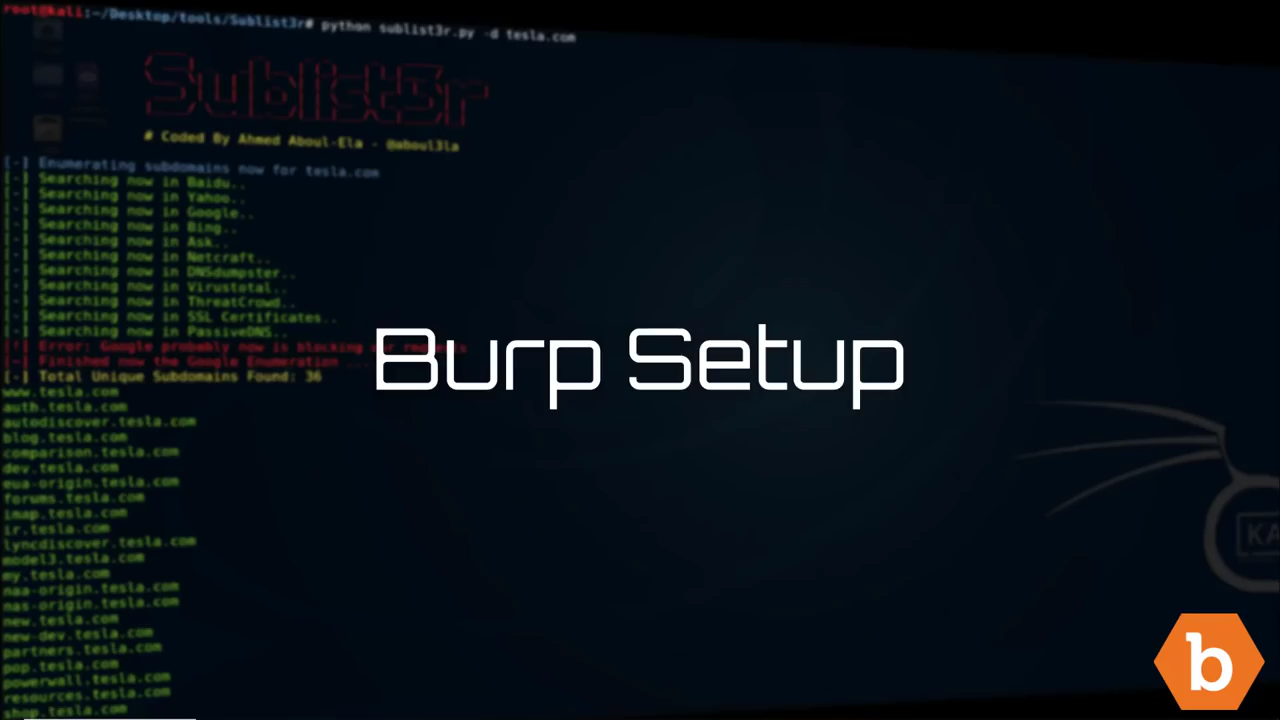 root@kali:~/Desktop/tools/Sublist3r# python sublist3r.py -d tesla.com
Sublist3r
# Coded By Ahmed Aboul-Ela - @aboul3la
[-] Enumerating subdomains now for tesla.com
[-] Searching now in Baidu..
[-] Searching now in Yahoo..
[-] Searching now in Google..
[-] Searching now in Bing..
[-] Searching now in Ask..
[-] Searching now in Netcraft..
[-] Searching now in DNSdumpster..
[-] Searching now in Virustotal..
[-] Searching now in ThreatCrowd..
[-] Searching now in SSL Certificates..
[-] Searching now in PassiveDNS..
[!] Error: Google probably now is blocking our requests
[~] Finished now the Google Enumeration ...
[-] Total Unique Subdomains Found: 36
Burp Setup
www.tesla.com
auth.tesla.com
autodiscover.tesla.com
blog.tesla.com
comparison.tesla.com
dev.tesla.com
eua-origin.tesla.com
forums.tesla.com
imap.tesla.com
ir.tesla.com
lyncdiscover.tesla.com
model3.tesla.com
my.tesla.com
naa-origin.tesla.com
nas-origin.tesla.com
new.tesla.com
new-dev.tesla.com
partners.tesla.com
pop.tesla.com
powerwall.tesla.com
resources.tesla.com
shop.tesla.com
KA
b